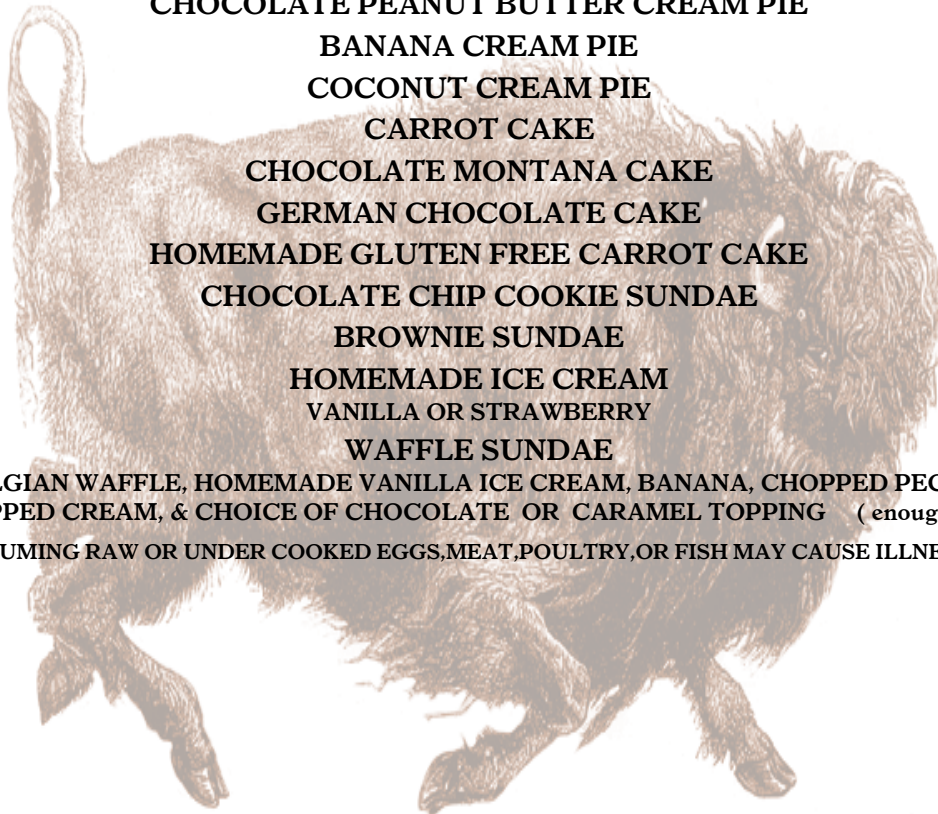 CHOCOLATE PEANUT BUTTER CREAM PIE
BANANA CREAM PIE
COCONUT CREAM PIE
CARROT CAKE
CHOCOLATE MONTANA CAKE
GERMAN CHOCOLATE CAKE
HOMEMADE GLUTEN FREE CARROT CAKE
CHOCOLATE CHIP COOKIE SUNDAE
BROWNIE SUNDAE
HOMEMADE ICE CREAM
VANILLA OR STRAWBERRY
WAFFLE SUNDAE
WAFFLE, HOMEMADE VANILLA ICE CREAM, BANANA, CHOPPED
CREAM, & CHOICE OF CHOCOLATE OR CARAMEL TOPPING (
RAW OR UNDER COOKED EGGS,MEAT,POULTRY,OR FISH MAY CAUSE